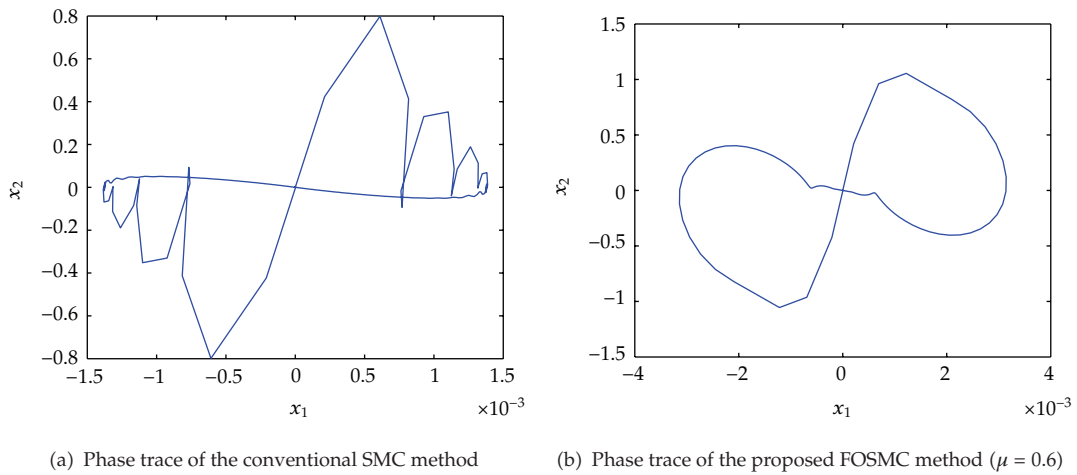 0.8
0.6
0.4
0.2
0
−0.2
−0.4
−0.6
−0.8
x2
−1.5 −1 −0.5 0 0.5 1 1.5
×10−3
x1
(a) Phase trace of the conventional SMC method
1.5
1
0.5
0
−0.5
−1
−1.5
x2
−4 −2 0 2 4
×10−3
x1
(b) Phase trace of the proposed FOSMC method (μ = 0.6)